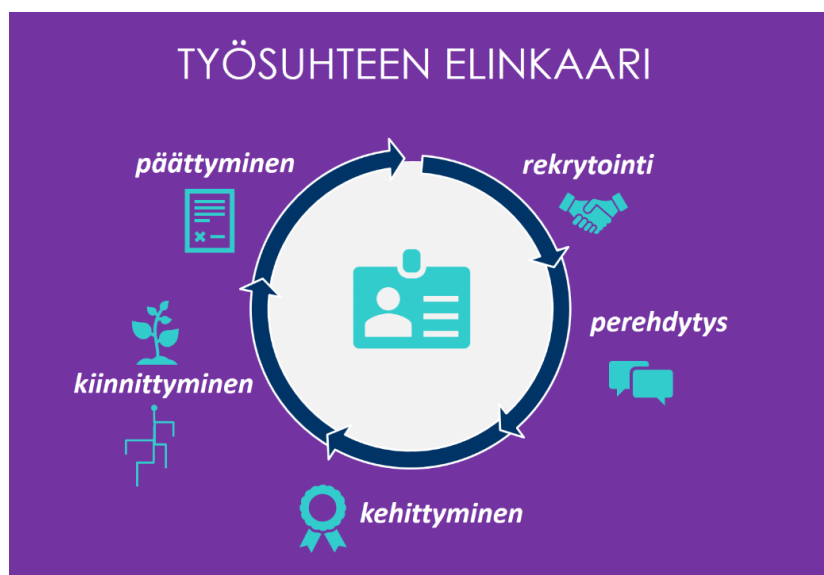 TYÖSUHTEEN ELINKAARI
rekrytointi
perehdytys
kehittyminen
kiinnittyminen
päättyminen